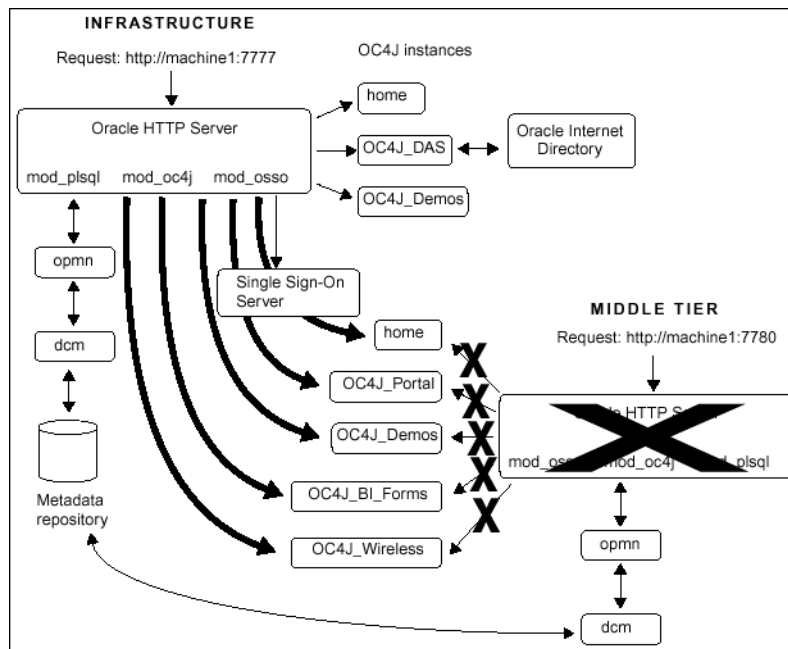 INFRASTRUCTURE
Request: http://machine1:7777
OC4J instances
home
Oracle HTTP Server
OC4J_DAS
Oracle Internet
Directory
mod_plsql mod_oc4j mod_osso
OC4J_Demos
opmn
Single Sign-On
Server
MIDDLE TIER
Request: http://machine1:7780
home
dcm
OC4J_Portal
HTTP
OC4J_Demos
mod_oc4j
OC4J_BI_Forms
Metadata
repository
OC4J_Wireless
opmn
dcm